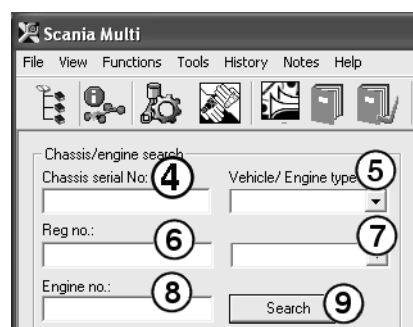 Scania Multi
File View Functions Tools History Notes Help
Chassis/engine search
Chassis serial No: 4 Vehicle/ Engine type 5
Reg no.: 6 7
Engine no.: 8 Search 9